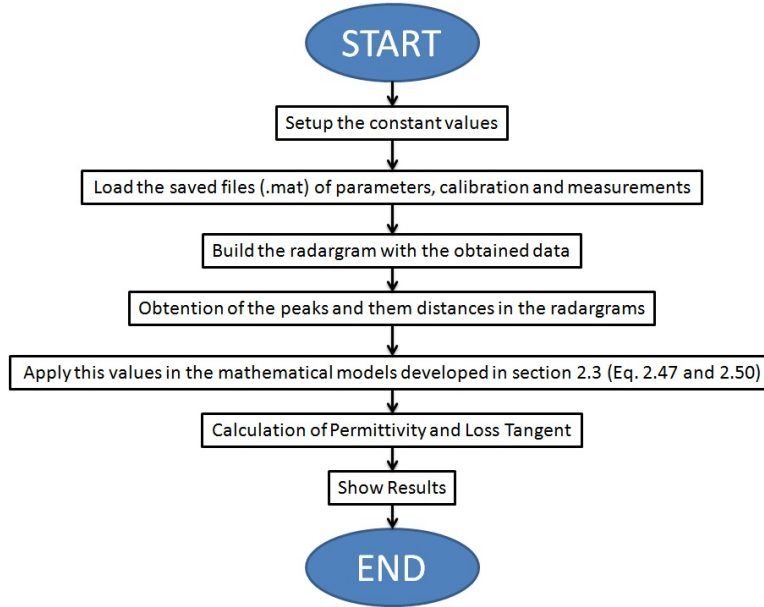 START
Setup the constant values
Load the saved files (.mat) of parameters, calibration and measurements
Build the radargram with the obtained data
Obtention of the peaks and them distances in the radargrams
Apply this values in the mathematical models developed in section 2.3 (Eq. 2.47 and 2.50)
Calculation of Permittivity and Loss Tangent
Show Results
END